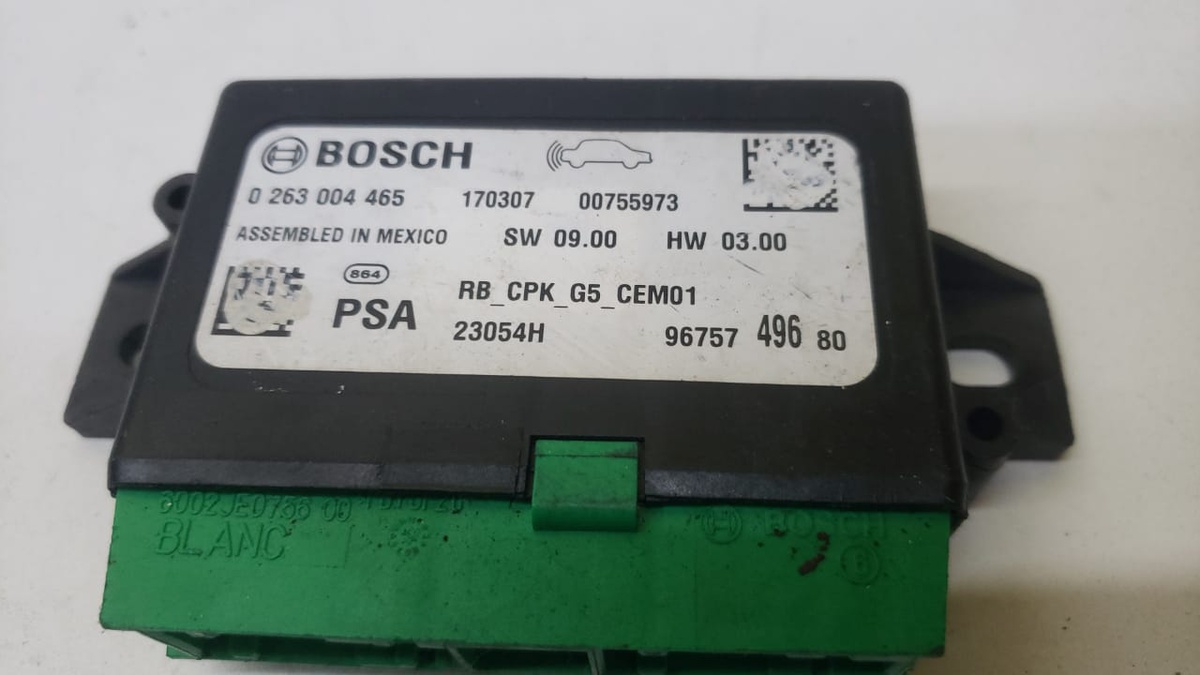 BOSCH
0 263 004 465 170307 00755973
ASSEMBLED IN MEXICO SW 09.00 HW 03.00
864
PSA RB_CPK_G5_CEM01
23054H 96757 496 80
BLANC
BOSCH